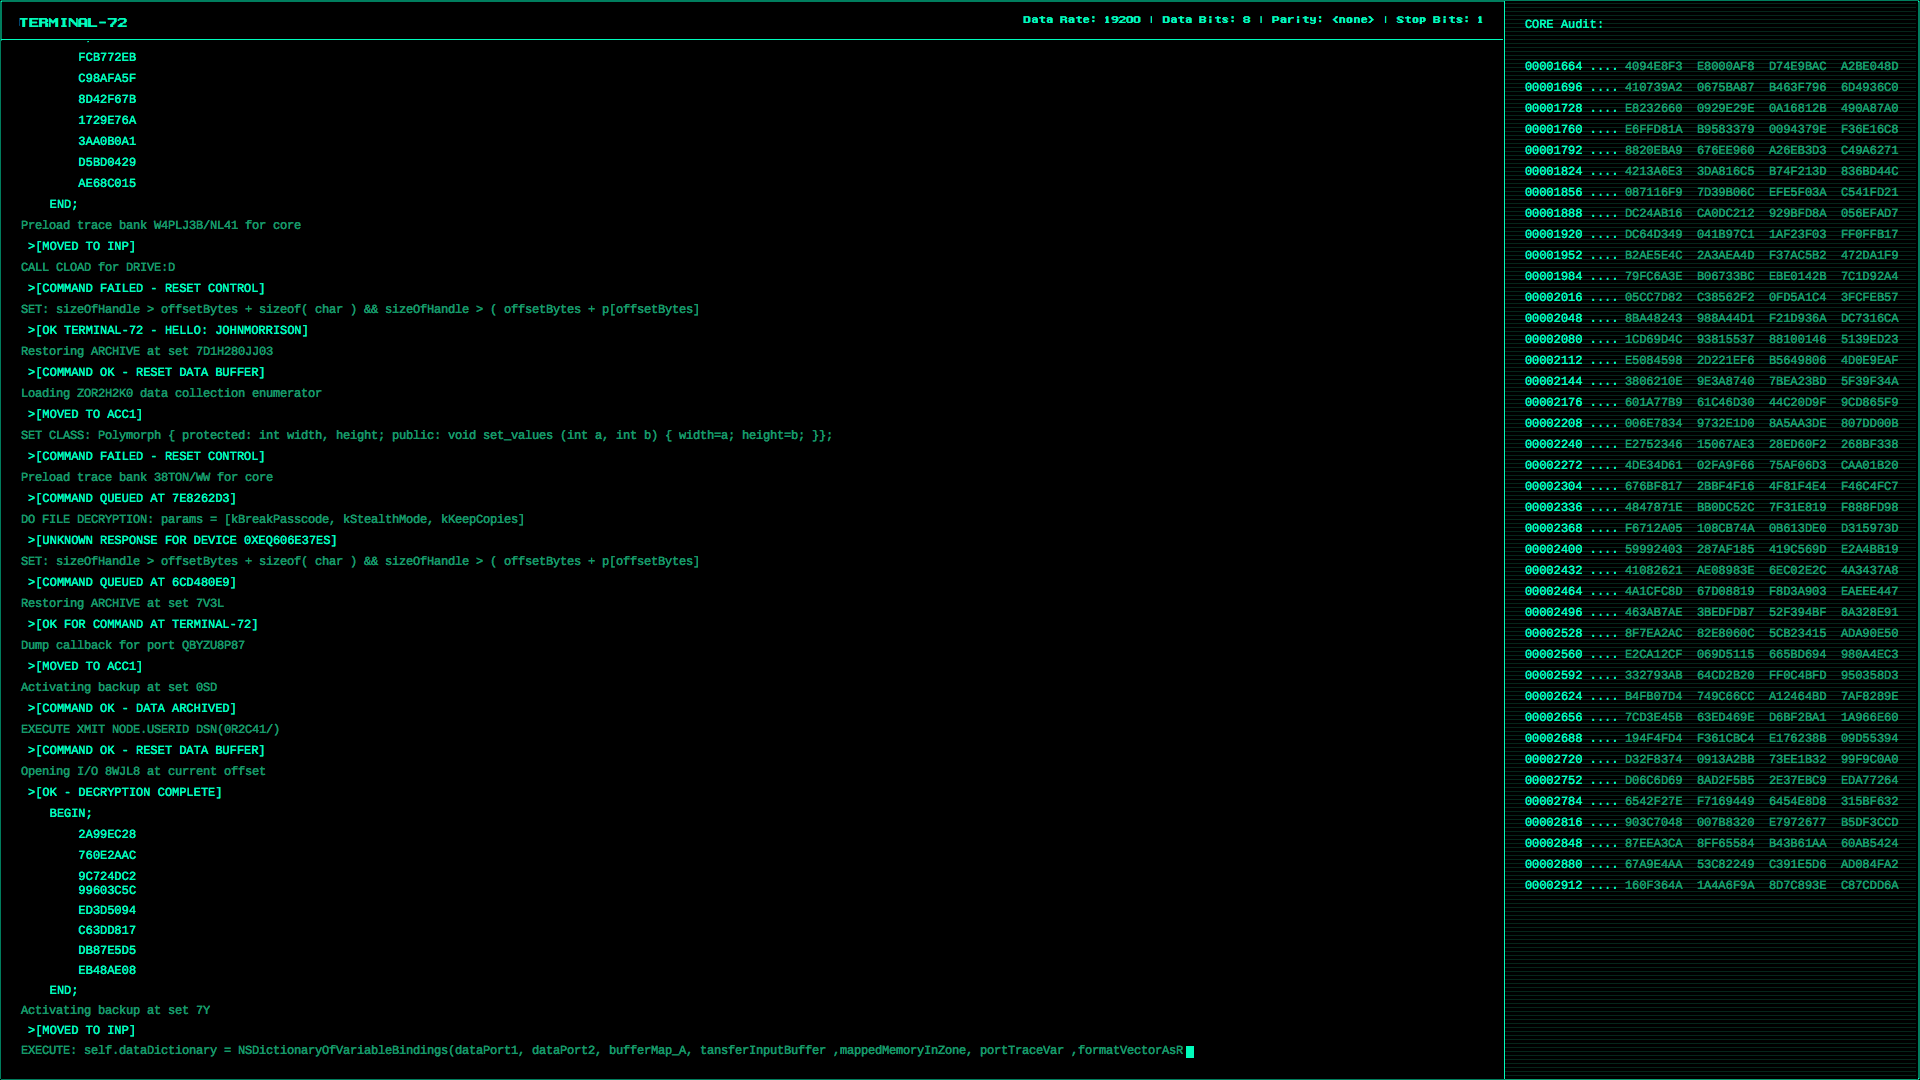 TERMINAL-72
Data Rate: 19200 | Data Bits: 8 | Parity: <none> | Stop Bits: 1
FCB772EB
C98AFA5F
8D42F67B
1729E76A
3AA0B0A1
D5BD0429
AE68C015
END;
Preload trace bank W4PLJ3B/NL41 for core
>[MOVED TO INP]
CALL CLOAD for DRIVE:D
>[COMMAND FAILED - RESET CONTROL]
SET: sizeOfHandle > offsetBytes + sizeof( char ) && sizeOfHandle > ( offsetBytes + p[offsetBytes]
>[OK TERMINAL-72 - HELLO: JOHNMORRISON]
Restoring ARCHIVE at set 7D1H280JJ03
>[COMMAND OK - RESET DATA BUFFER]
Loading ZOR2H2K0 data collection enumerator
>[MOVED TO ACC1]
SET CLASS: Polymorph { protected: int width, height; public: void set_values (int a, int b) { width=a; height=b; }};
>[COMMAND FAILED - RESET CONTROL]
Preload trace bank 38TON/WW for core
>[COMMAND QUEUED AT 7E8262D3]
DO FILE DECRYPTION: params = [kBreakPasscode, kStealthMode, kKeepCopies]
>[UNKNOWN RESPONSE FOR DEVICE 0XEQ606E37ES]
SET: sizeOfHandle > offsetBytes + sizeof( char ) && sizeOfHandle > ( offsetBytes + p[offsetBytes]
>[COMMAND QUEUED AT 6CD480E9]
Restoring ARCHIVE at set 7V3L
>[OK FOR COMMAND AT TERMINAL-72]
Dump callback for port QBYZU8P87
>[MOVED TO ACC1]
Activating backup at set 0SD
>[COMMAND OK - DATA ARCHIVED]
EXECUTE XMIT NODE.USERID DSN(0R2C41/)
>[COMMAND OK - RESET DATA BUFFER]
Opening I/O 8WJL8 at current offset
>[OK - DECRYPTION COMPLETE]
BEGIN;
2A99EC28
760E2AAC
9C724DC2
99603C5C
ED3D5094
C63DD817
DB87E5D5
EB48AE08
END;
Activating backup at set 7Y
>[MOVED TO INP]
EXECUTE: self.dataDictionary = NSDictionaryOfVariableBindings(dataPort1, dataPort2, bufferMap_A, tansferInputBuffer ,mappedMemoryInZone, portTraceVar ,formatVectorAsR
CORE Audit:
00001664 .... 4094E8F3 E8000AF8 D74E9BAC A2BE048D
00001696 .... 410739A2 0675BA87 B463F796 6D4936C0
00001728 .... E8232660 0929E29E 0A16812B 490A87A0
00001760 .... E6FFD81A B9583379 0094379E F36E16C8
00001792 .... 8820EBA9 676EE960 A26EB3D3 C49A6271
00001824 .... 4213A6E3 3DA816C5 B74F213D 836BD44C
00001856 .... 087116F9 7D39B06C EFE5F03A C541FD21
00001888 .... DC24AB16 CA0DC212 929BFD8A 056EFAD7
00001920 .... DC64D349 041B97C1 1AF23F03 FF0FFB17
00001952 .... B2AE5E4C 2A3AEA4D F37AC5B2 472DA1F9
00001984 .... 79FC6A3E B06733BC EBE0142B 7C1D92A4
00002016 .... 05CC7D82 C38562F2 0FD5A1C4 3FCFEB57
00002048 .... 8BA48243 988A44D1 F21D936A DC7316CA
00002080 .... 1CD69D4C 93815537 88100146 5139ED23
00002112 .... E5084598 2D221EF6 B5649806 4D0E9EAF
00002144 .... 3806210E 9E3A8740 7BEA23BD 5F39F34A
00002176 .... 601A77B9 61C46D30 44C20D9F 9CD865F9
00002208 .... 006E7834 9732E1D0 8A5AA3DE 807DD00B
00002240 .... E2752346 15067AE3 28ED60F2 268BF338
00002272 .... 4DE34D61 02FA9F66 75AF06D3 CAA01B20
00002304 .... 676BF817 2BBF4F16 4F81F4E4 F46C4FC7
00002336 .... 4847871E BB0DC52C 7F31E819 F888FD98
00002368 .... F6712A05 108CB74A 0B613DE0 D315973D
00002400 .... 59992403 287AF185 419C569D E2A4BB19
00002432 .... 41082621 AE08983E 6EC02E2C 4A3437A8
00002464 .... 4A1CFC8D 67D08819 F8D3A903 EAEEE447
00002496 .... 463AB7AE 3BEDFDB7 52F394BF 8A328E91
00002528 .... 8F7EA2AC 82E8060C 5CB23415 ADA90E50
00002560 .... E2CA12CF 069D5115 665BD694 980A4EC3
00002592 .... 332793AB 64CD2B20 FF0C4BFD 950358D3
00002624 .... B4FB07D4 749C66CC A12464BD 7AF8289E
00002656 .... 7CD3E45B 63ED469E D6BF2BA1 1A966E60
00002688 .... 194F4FD4 F361CBC4 E176238B 09D55394
00002720 .... D32F8374 0913A2BB 73EE1B32 99F9C0A0
00002752 .... D06C6D69 8AD2F5B5 2E37EBC9 EDA77264
00002784 .... 6542F27E F7169449 6454E8D8 315BF632
00002816 .... 903C7048 007B8320 E7972677 B5DF3CCD
00002848 .... 87EEA3CA 8FF65584 B43B61AA 60AB5424
00002880 .... 67A9E4AA 53C82249 C391E5D6 AD084FA2
00002912 .... 160F364A 1A4A6F9A 8D7C893E C87CDD6A